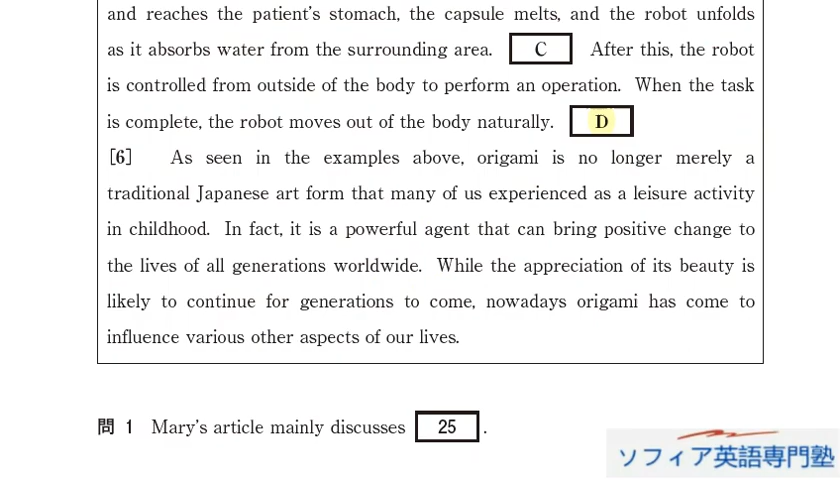 and reaches the patient's stomach, the capsule melts, and the robot unfolds
as it absorbs water from the surrounding area. C After this, the robot
is controlled from outside of the body to perform an operation. When the task
is complete, the robot moves out of the body naturally. D
[6] As seen in the examples above, origami is no longer merely a
traditional Japanese art form that many of us experienced as a leisure activity
in childhood. In fact, it is a powerful agent that can bring positive change to
the lives of all generations worldwide. While the appreciation of its beauty is
likely to continue for generations to come, nowadays origami has come to
influence various other aspects of our lives.
問 1 Mary's article mainly discusses 25 .
ソフィア英語専門塾